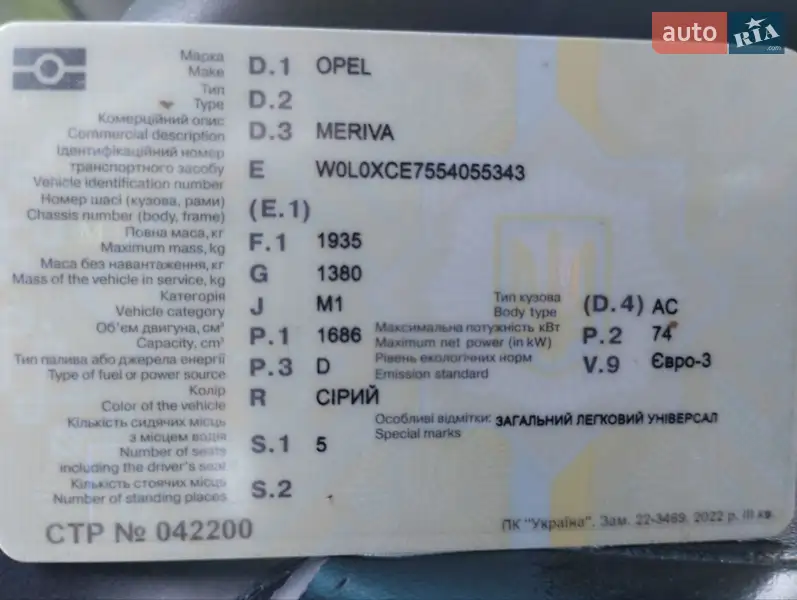 auto RIA.com
Марка
Make D.1 OPEL
Тип
Type D.2
Комерційний опис
Commercial description D.3 MERIVA
Ідентифікаційний номер
транспортного засобу
Vehicle identification number E W0L0XCE7554055343
Номер шасі (кузова, рами)
Chassis number (body, frame) (E.1)
Повна маса, кг
Maximum mass, kg F.1 1935
Маса без навантаження, кг
Mass of the vehicle in service, kg G 1380
Категорія
Vehicle category J M1
Тип кузова
Body type (D.4) AC
Об'єм двигуна, см³
Capacity, cm³ P.1 1686
Максимальна потужність кВт
Maximum net power (in kW) P.2 74
Тип палива або джерела енергії
Type of fuel or power source P.3 D
Рівень екологічних норм
Emission standard V.9 Євро-3
Колір
Color of the vehicle R СІРИЙ
Особливі відмітки: ЗАГАЛЬНИЙ ЛЕГКОВИЙ УНІВЕРСАЛ
Special marks
Кількість сидячих місць
з місцем водія
Number of seats
including the driver's seat S.1 5
Кількість стоячих місць
Number of standing places S.2
СТР № 042200
ПК "Україна". Зам. 22-3469. 2022 р. III кв.